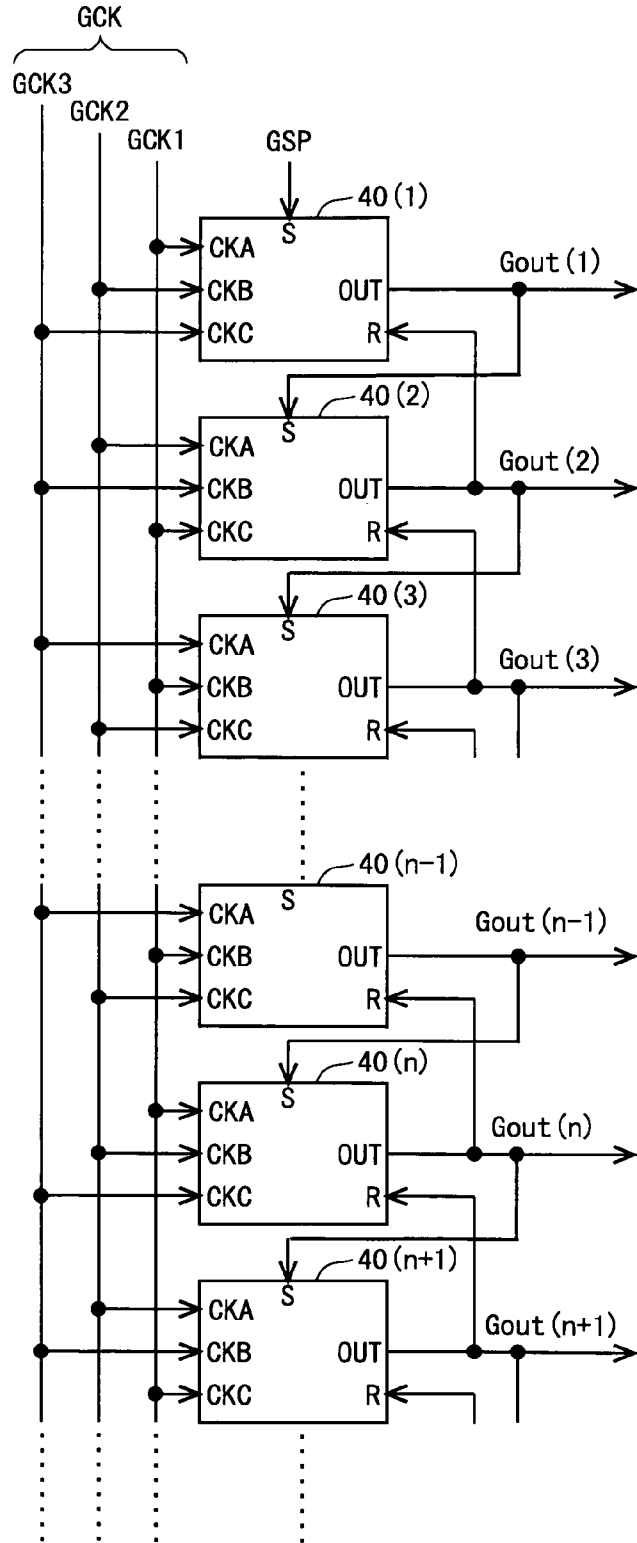 GCK
GCK3
GCK2
GCK1
GSP
40(1)
S
CKA
CKB
CKC
OUT
R
Gout(1)
40(2)
S
CKA
CKB
CKC
OUT
R
Gout(2)
40(3)
S
CKA
CKB
CKC
OUT
R
Gout(3)
40(n-1)
S
CKA
CKB
CKC
OUT
R
Gout(n-1)
40(n)
S
CKA
CKB
CKC
OUT
R
Gout(n)
40(n+1)
S
CKA
CKB
CKC
OUT
R
Gout(n+1)